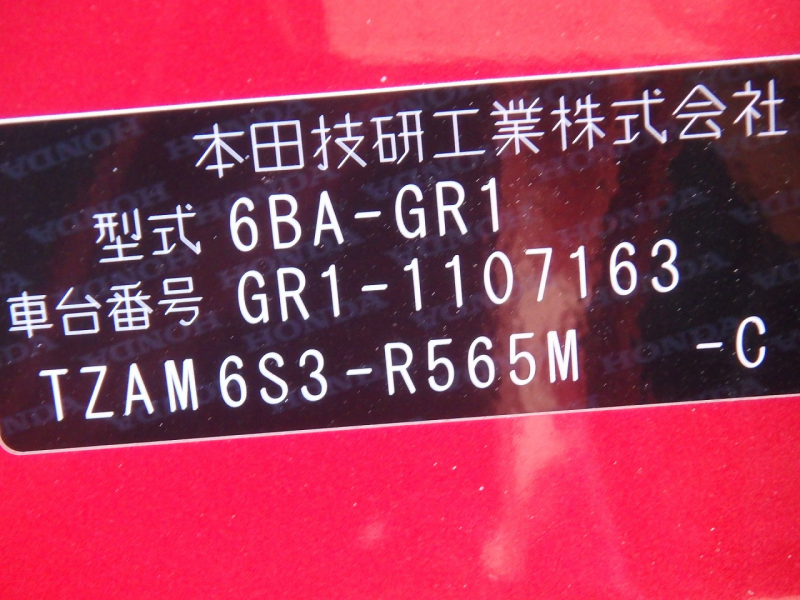 本田技研工業株式会社
型式 6BA-GR1
車台番号 GR1-1107163
TZAM6S3-R565M -C